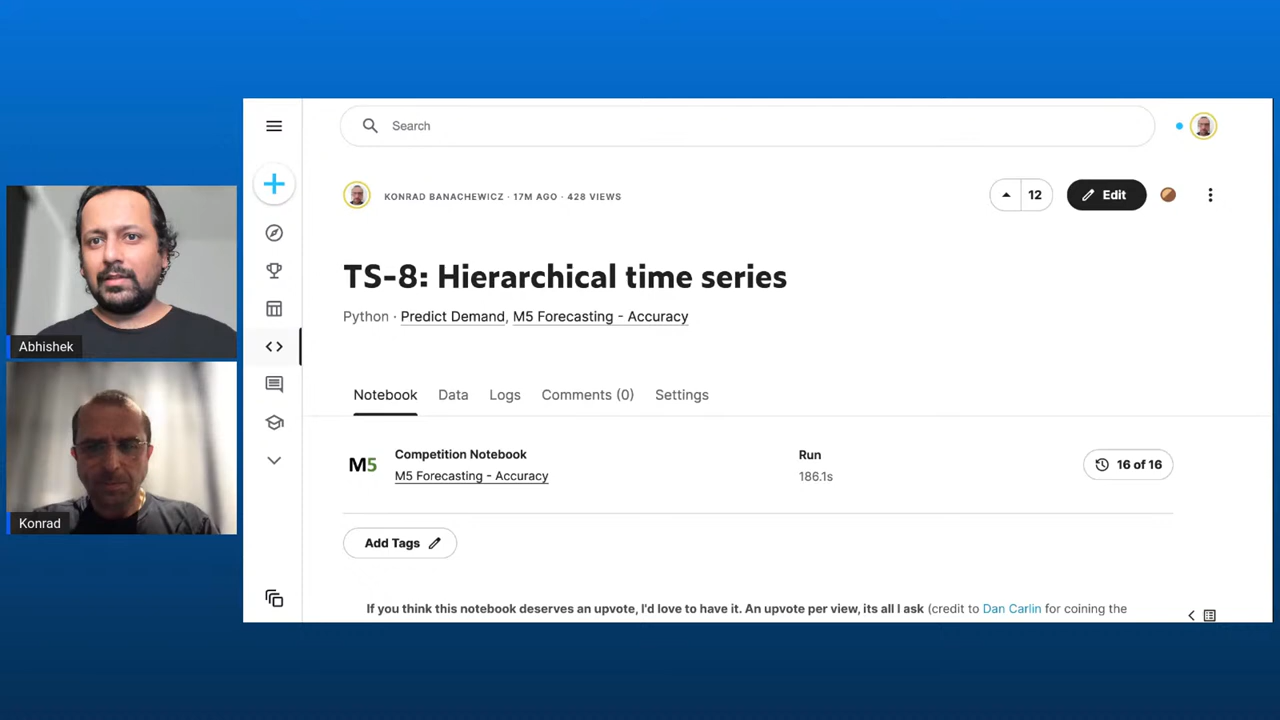 Search
KONRAD BANACHEWICZ · 17M AGO · 428 VIEWS
12
Edit
TS-8: Hierarchical time series
Python · Predict Demand, M5 Forecasting - Accuracy
Notebook Data Logs Comments (0) Settings
M5
Competition Notebook
M5 Forecasting - Accuracy
Run
186.1s
16 of 16
Add Tags
If you think this notebook deserves an upvote, I'd love to have it. An upvote per view, its all I ask (credit to Dan Carlin for coining the
Abhishek
Konrad